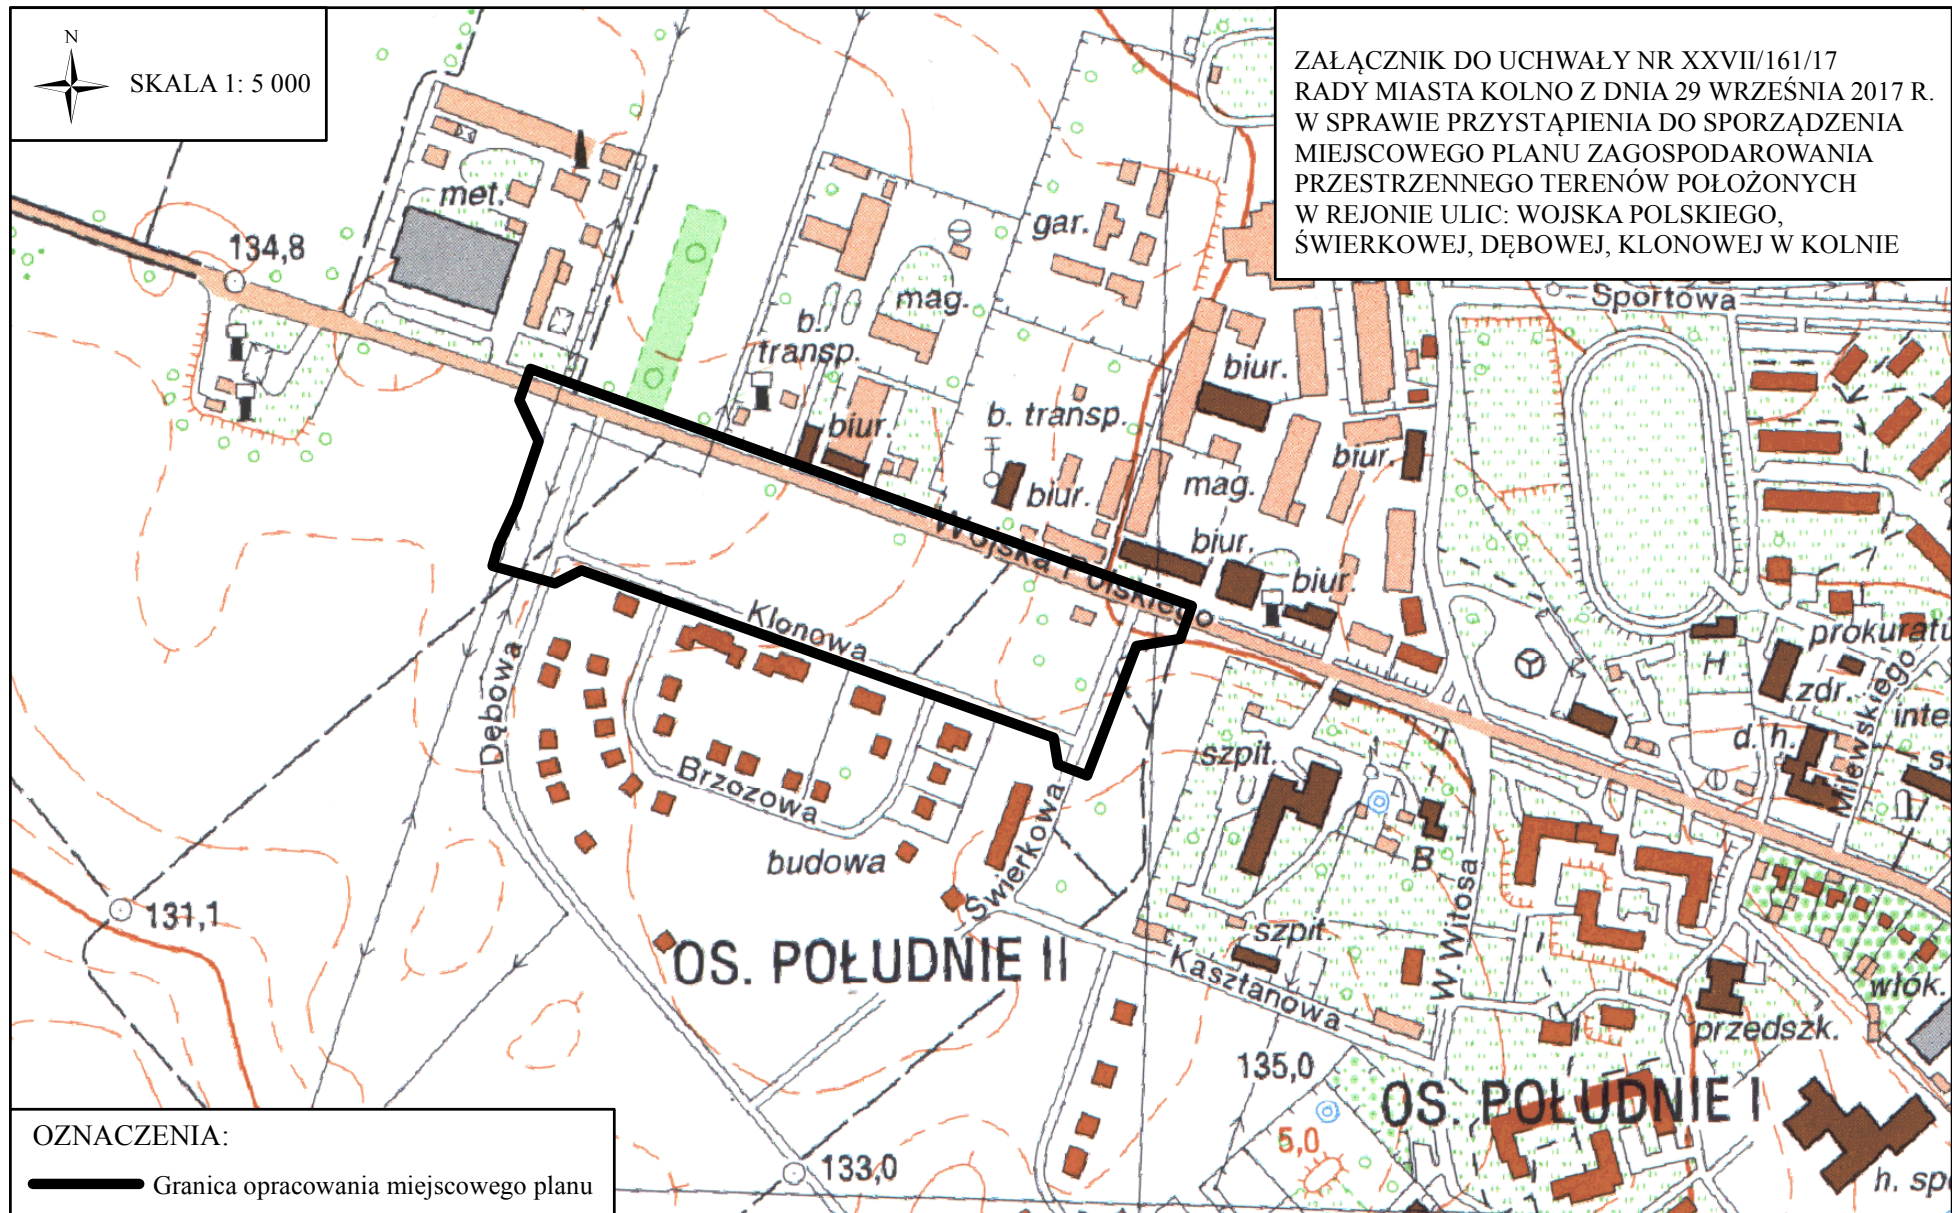 N
SKALA 1: 5 000
ZAŁĄCZNIK DO UCHWAŁY NR XXVII/161/17
RADY MIASTA KOLNO Z DNIA 29 WRZEŚNIA 2017 R.
W SPRAWIE PRZYSTĄPIENIA DO SPORZĄDZENIA
MIEJSCOWEGO PLANU ZAGOSPODAROWANIA
PRZESTRZENNEGO TERENÓW POŁOŻONYCH
W REJONIE ULIC: WOJSKA POLSKIEGO,
ŚWIERKOWEJ, DĘBOWEJ, KLONOWEJ W KOLNIE
met.
134,8
gar.
mag.
b.
transp.
Sportowa
biur.
b. transp.
biur.
biur.
biur.
mag.
Wojska Polskiego
biur.
biur.
Klonowa
Dębowa
prokuratu
H
zdr.
Milewskiego
inte
d. h.
s
szpit.
Brzozowa
budowa
Świerkowa
B
W. Witosa
131,1
OS. POŁUDNIE II
szpit.
Kasztanowa
włók.
przedszk.
135,0
OS. POŁUDNIE I
5,0
133,0
h. sp
OZNACZENIA:
Granica opracowania miejscowego planu